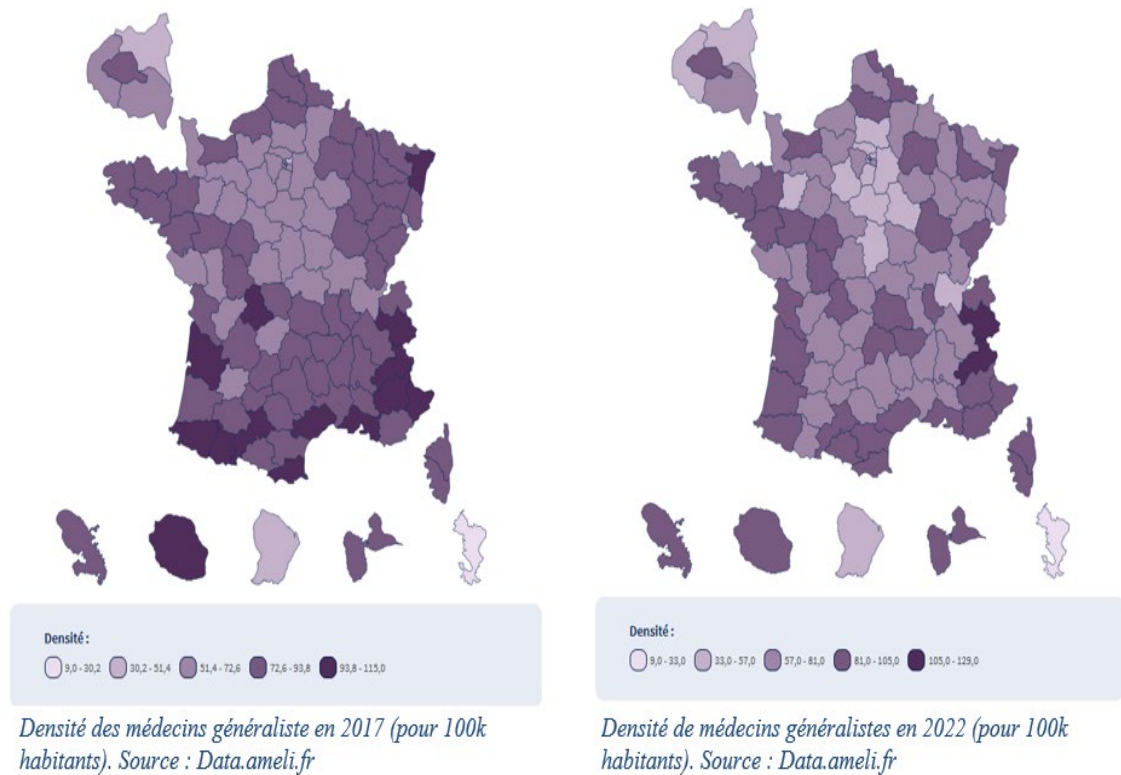 Densité :
9,0 - 30,2 30,2 - 51,4 51,4 - 72,6 72,6 - 93,8 93,8 - 115,0
Densité des médecins généraliste en 2017 (pour 100k
habitants). Source : Data.ameli.fr
Densité :
9,0 - 33,0 33,0 - 57,0 57,0 - 81,0 81,0 - 105,0 105,0 - 129,0
Densité de médecins généralistes en 2022 (pour 100k
habitants). Source : Data.ameli.fr